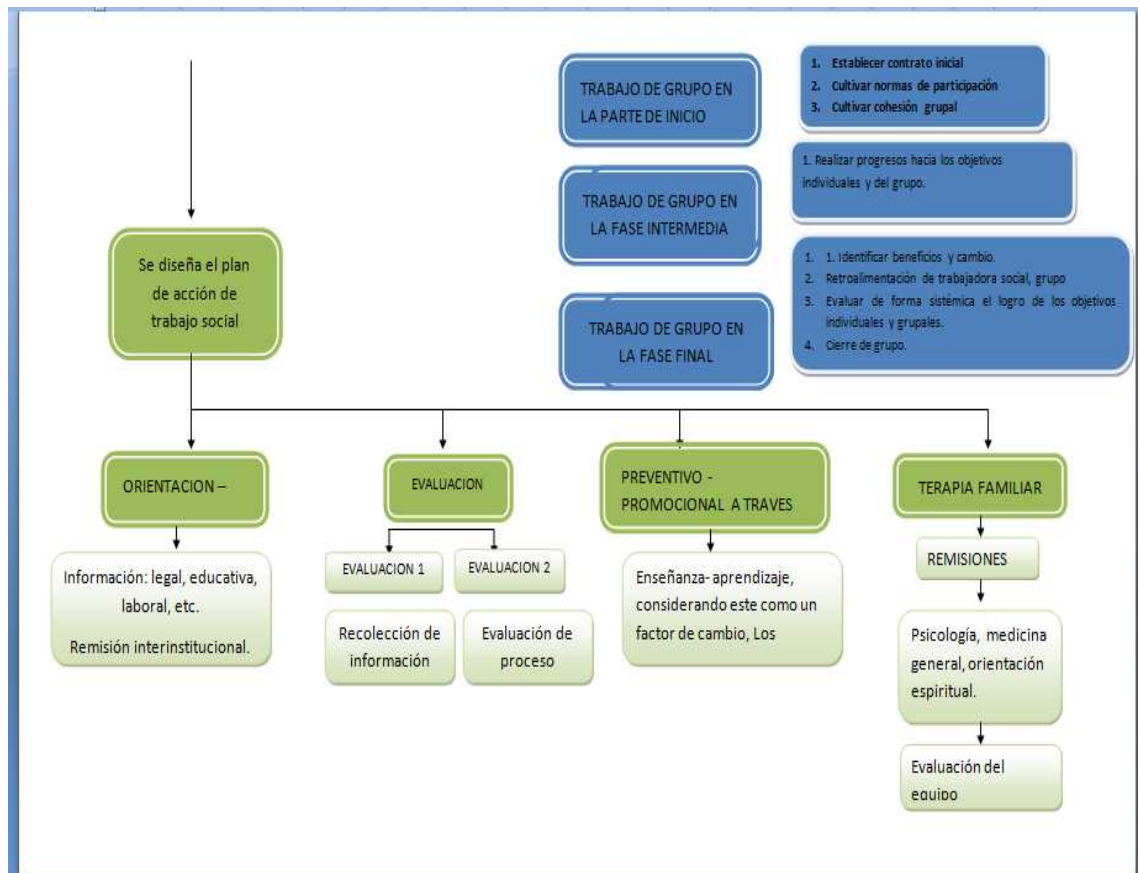 TRABAJO DE GRUPO EN
LA PARTE DE INICIO
1. Establecer contrato inicial
2. Cultivar normas de participación
3. Cultivar cohesión grupal
TRABAJO DE GRUPO EN
LA FASE INTERMEDIA
1. Realizar progresos hacia los objetivos
individuales y del grupo.
Se diseña el plan
de acción de
trabajo social
TRABAJO DE GRUPO EN
LA FASE FINAL
1. 1. Identificar beneficios y cambio.
2. Retroalimentación de trabajadora social, grupo
3. Evaluar de forma sistémica el logro de los objetivos
individuales y grupales.
4. Cierre de grupo.
ORIENTACION –
Información: legal, educativa,
laboral, etc.
Remisión interinstitucional.
EVALUACION
EVALUACION 1
EVALUACION 2
Recolección de
información
Evaluación de
proceso
PREVENTIVO -
PROMOCIONAL A TRAVES
Enseñanza- aprendizaje,
considerando este como un
factor de cambio, Los
TERAPIA FAMILIAR
REMISIONES
Psicología, medicina
general, orientación
espiritual.
Evaluación del
equipo